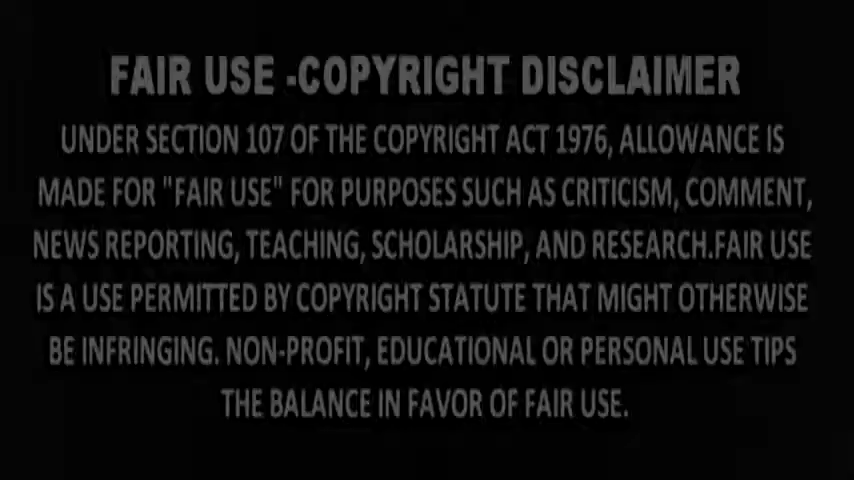 FAIR USE -COPYRIGHT DISCLAIMER
UNDER SECTION 107 OF THE COPYRIGHT ACT 1976, ALLOWANCE IS
MADE FOR "FAIR USE" FOR PURPOSES SUCH AS CRITICISM, COMMENT,
NEWS REPORTING, TEACHING, SCHOLARSHIP, AND RESEARCH.FAIR USE
IS A USE PERMITTED BY COPYRIGHT STATUTE THAT MIGHT OTHERWISE
BE INFRINGING. NON-PROFIT, EDUCATIONAL OR PERSONAL USE TIPS
THE BALANCE IN FAVOR OF FAIR USE.